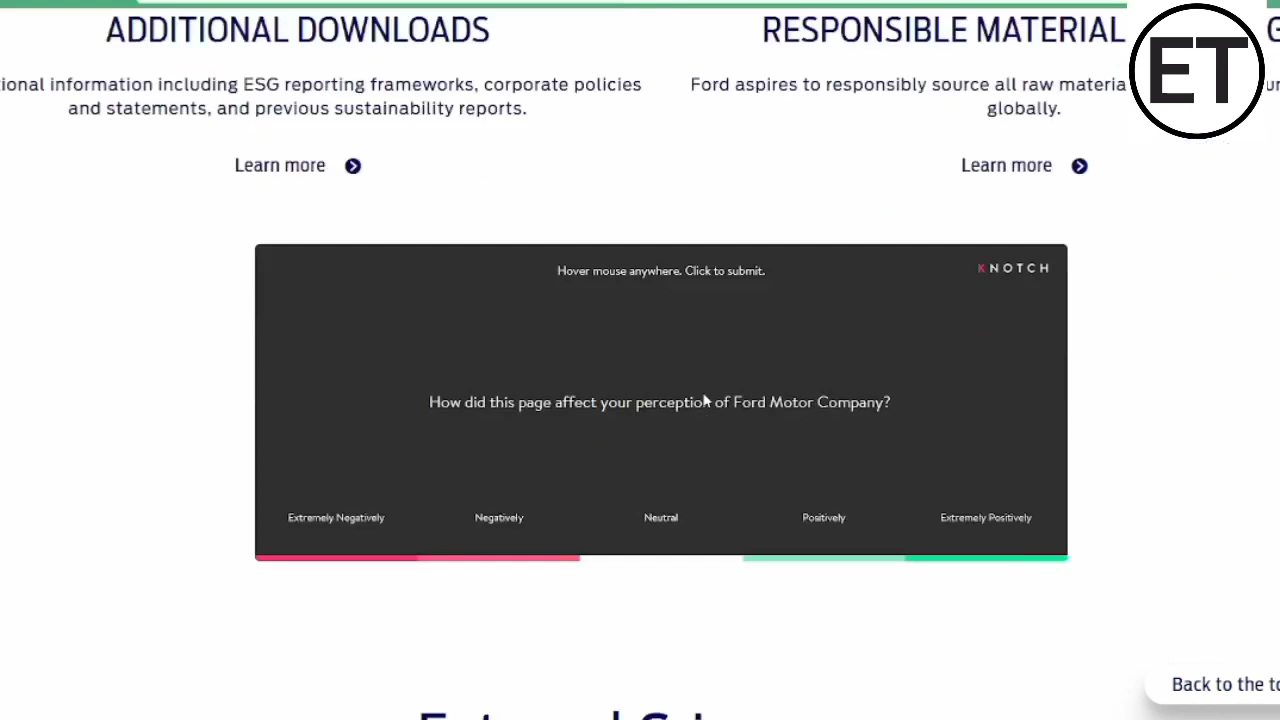 ADDITIONAL DOWNLOADS
RESPONSIBLE MATERIAL
ET
ional information including ESG reporting frameworks, corporate policies
and statements, and previous sustainability reports.
Ford aspires to responsibly source all raw materia
globally.
Learn more
Learn more
Hover mouse anywhere. Click to submit.
KNOTCH
How did this page affect your perception of Ford Motor Company?
Extremely Negatively
Negatively
Neutral
Positively
Extremely Positively
Back to the to